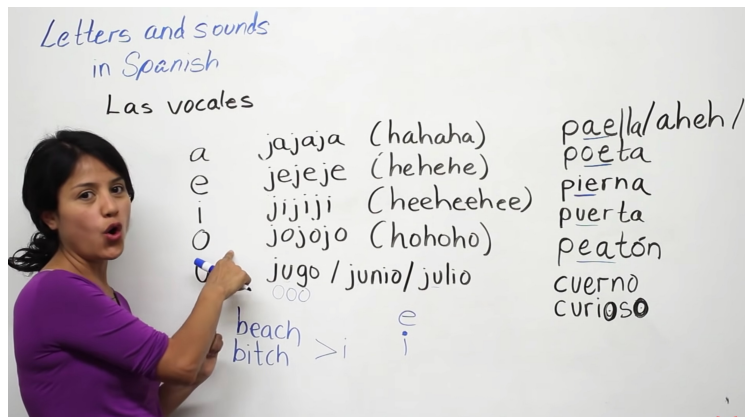 Letters and sounds
in Spanish
Las vocales
a jajaja (hahaha)
e jejeje (hehehe)
i jijiji (heeheehee)
o jojojo (hohoho)
u jugo / junio / julio
ooo
beach
bitch > i
e
i
paella / aheh /
poeta
pierna
puerta
peatón
cuerno
curioso